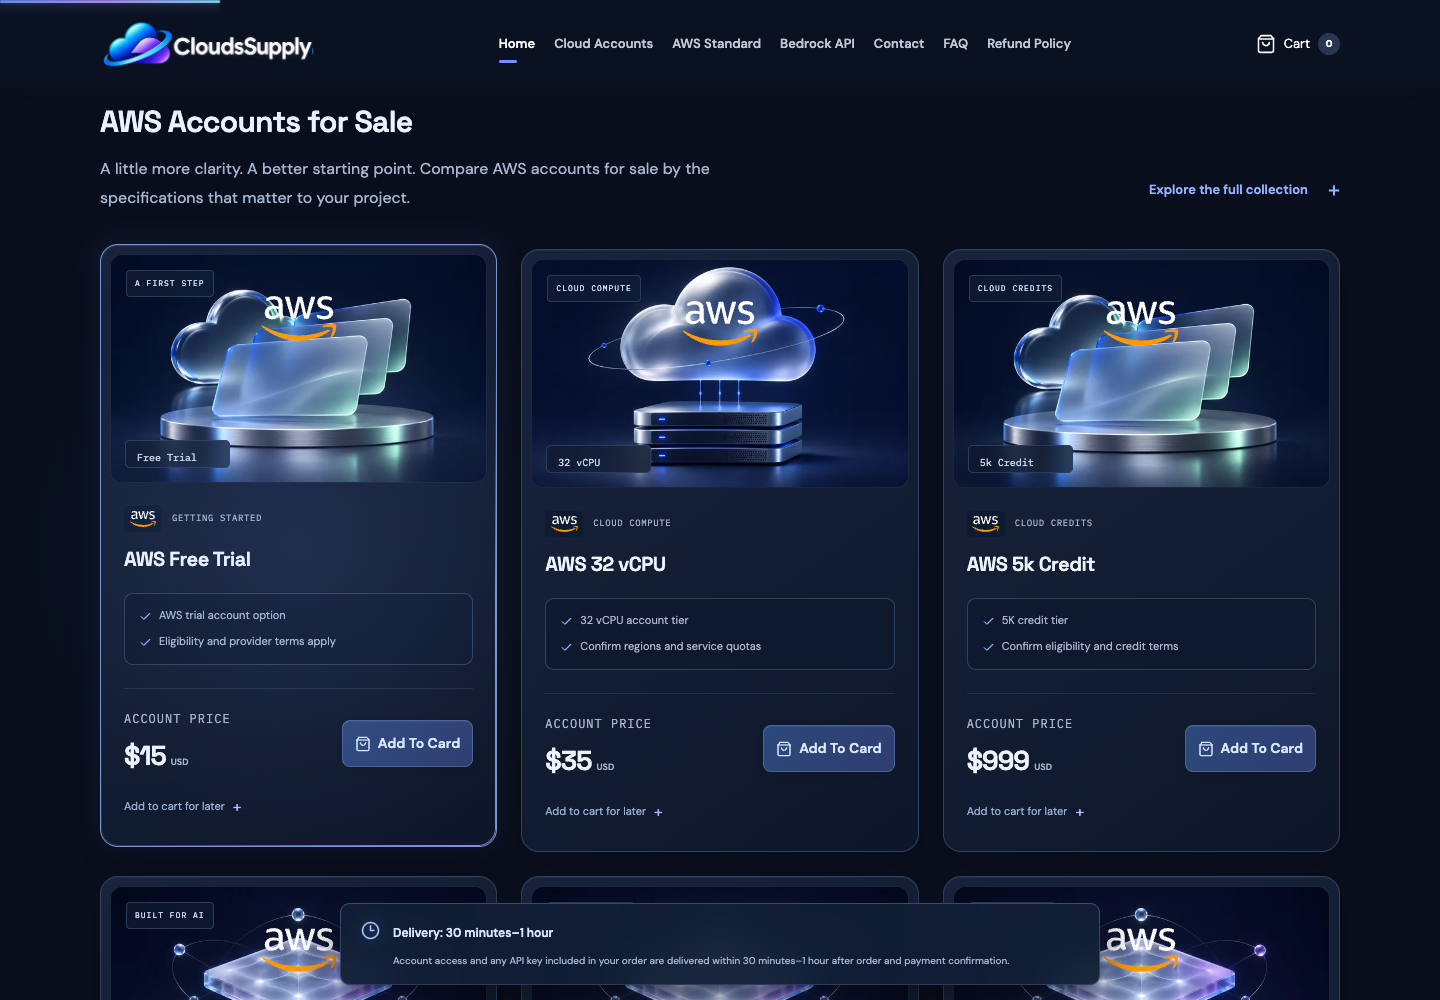 CloudsSupply
Home
Cloud Accounts
AWS Standard
Bedrock API
Contact
FAQ
Refund Policy
Cart
0
AWS Accounts for Sale
A little more clarity. A better starting point. Compare AWS accounts for sale by the
specifications that matter to your project.
Explore the full collection +
A FIRST STEP
aws
Free Trial
aws
GETTING STARTED
AWS Free Trial
AWS trial account option
Eligibility and provider terms apply
ACCOUNT PRICE
$15 USD
Add To Card
Add to cart for later +
CLOUD COMPUTE
aws
32 vCPU
aws
CLOUD COMPUTE
AWS 32 vCPU
32 vCPU account tier
Confirm regions and service quotas
ACCOUNT PRICE
$35 USD
Add To Card
Add to cart for later +
CLOUD CREDITS
aws
5k Credit
aws
CLOUD CREDITS
AWS 5k Credit
5K credit tier
Confirm eligibility and credit terms
ACCOUNT PRICE
$999 USD
Add To Card
Add to cart for later +
BUILT FOR AI
aws
aws
Delivery: 30 minutes–1 hour
Account access and any API key included in your order are delivered within 30 minutes–1 hour after order and payment confirmation.